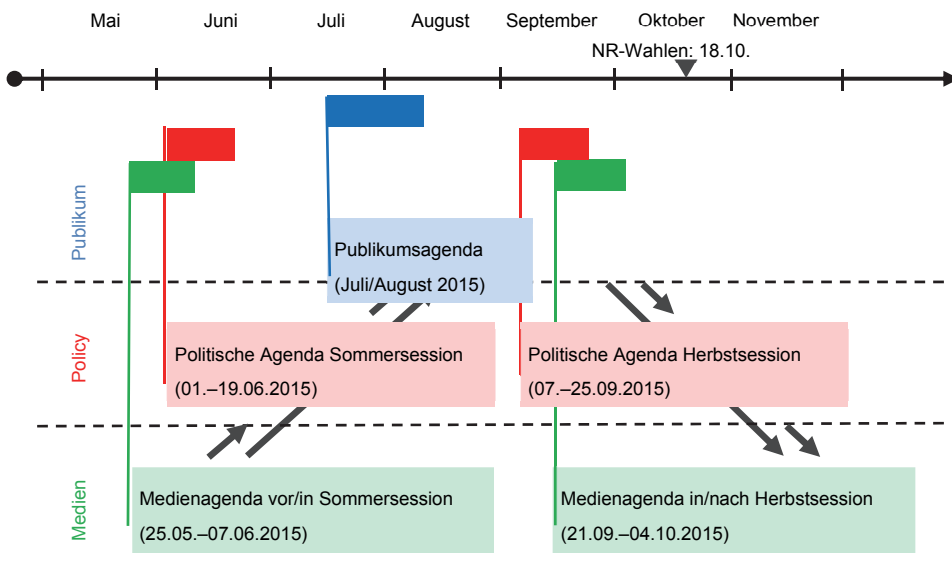 Mai Juni Juli August September Oktober November
NR-Wahlen: 18.10.
Publikum
Publikumsagenda
(Juli/August 2015)
Policy
Politische Agenda Sommersession
(01.–19.06.2015)
Politische Agenda Herbstsession
(07.–25.09.2015)
Medien
Medienagenda vor/in Sommersession
(25.05.–07.06.2015)
Medienagenda in/nach Herbstsession
(21.09.–04.10.2015)